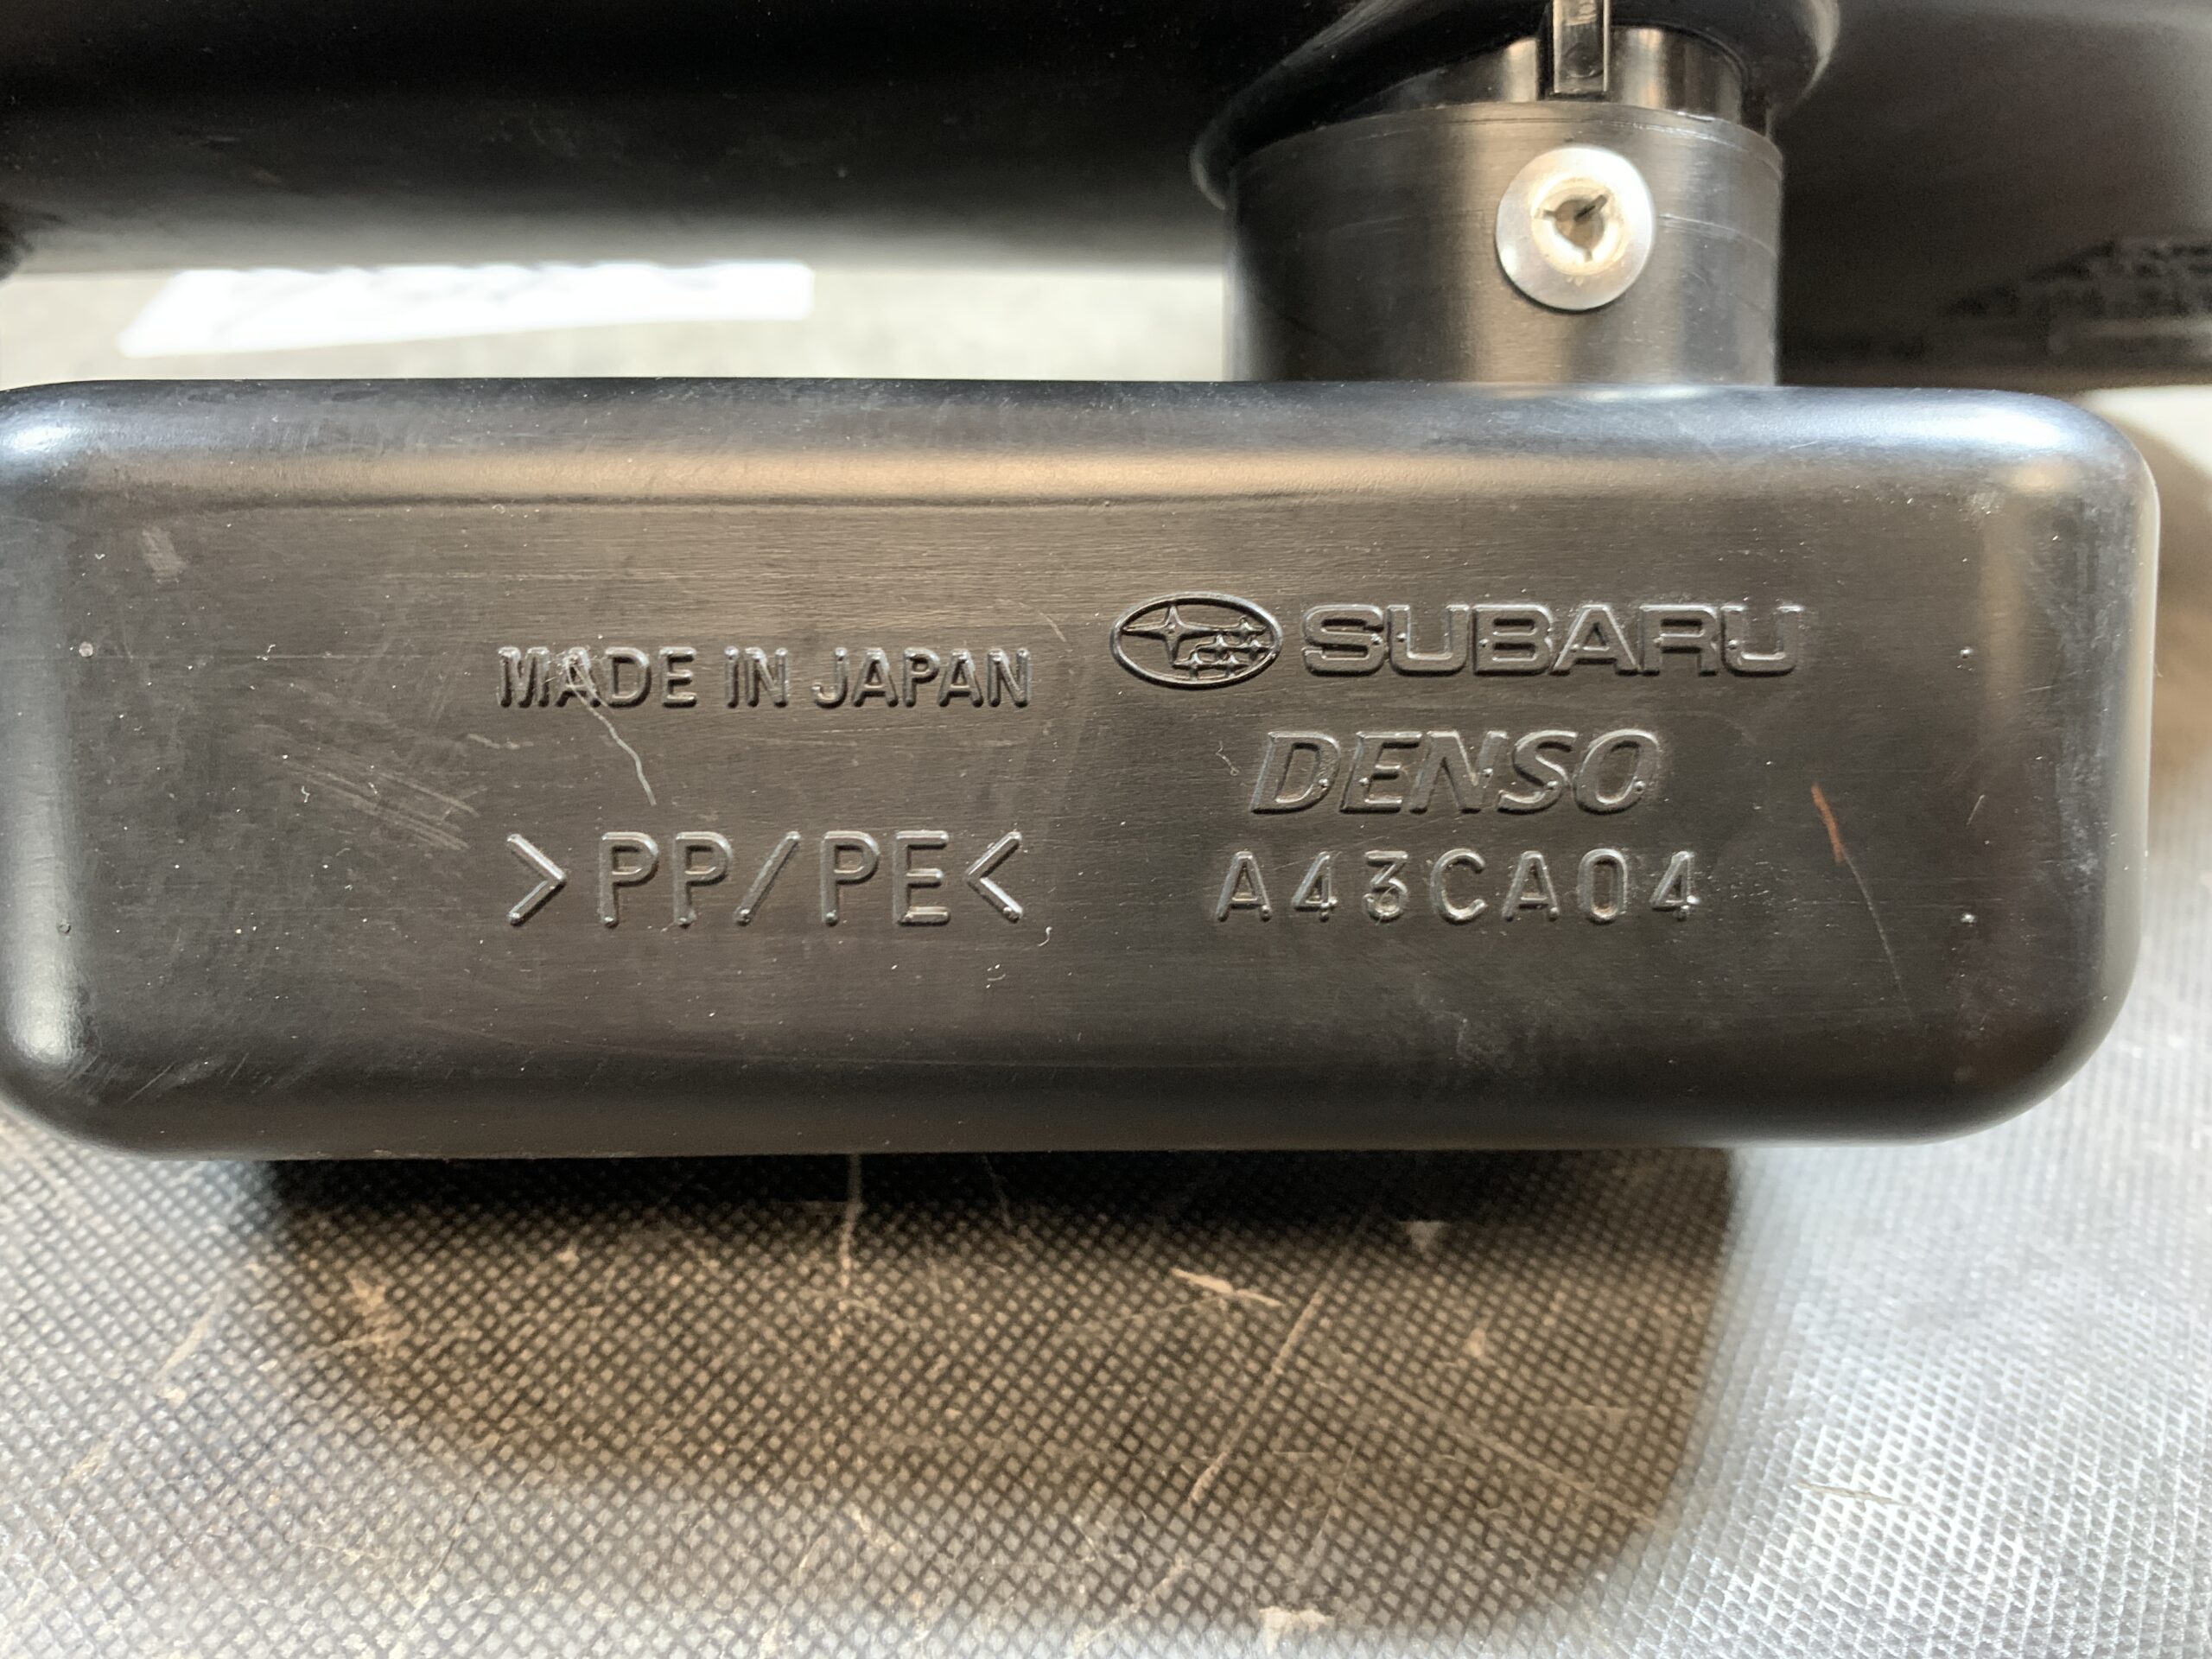 MADE IN JAPAN
>PP/PE<
SUBARU
DENSO
A43CA04